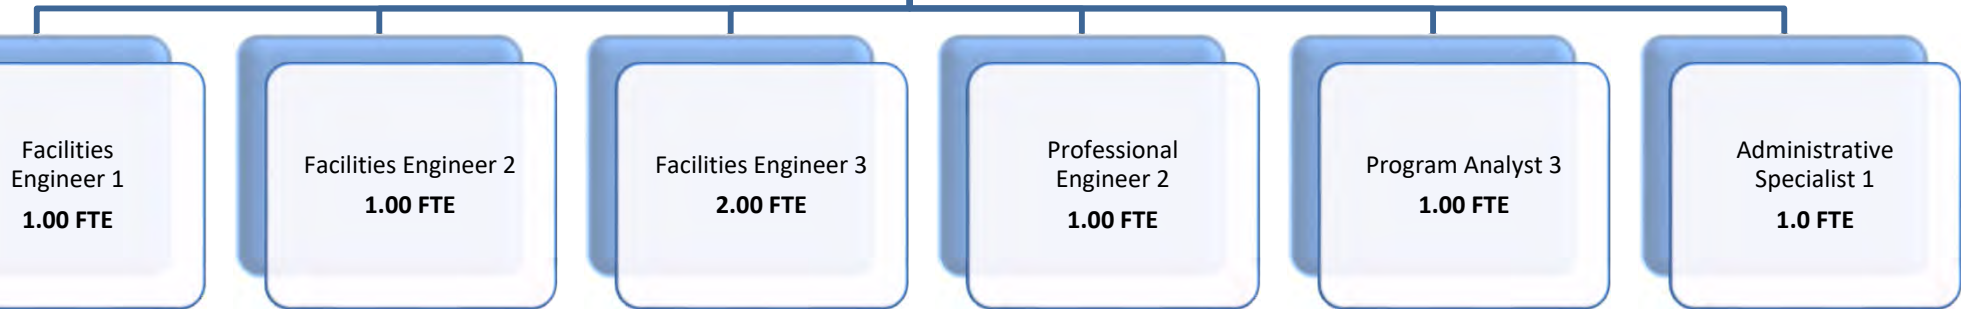 Facilities
Engineer 1
1.00 FTE
Facilities Engineer 2
1.00 FTE
Facilities Engineer 3
2.00 FTE
Professional
Engineer 2
1.00 FTE
Program Analyst 3
1.00 FTE
Administrative
Specialist 1
1.0 FTE